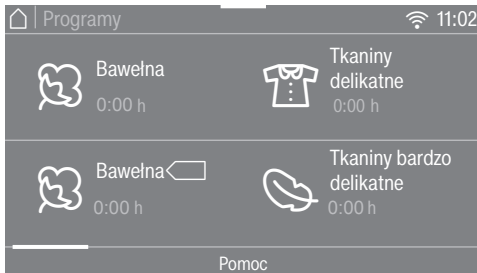 Programy
11:02
Bawełna
0:00 h
Tkaniny
delikatne
0:00 h
Bawełna
0:00 h
Tkaniny bardzo
delikatne
0:00 h
Pomoc